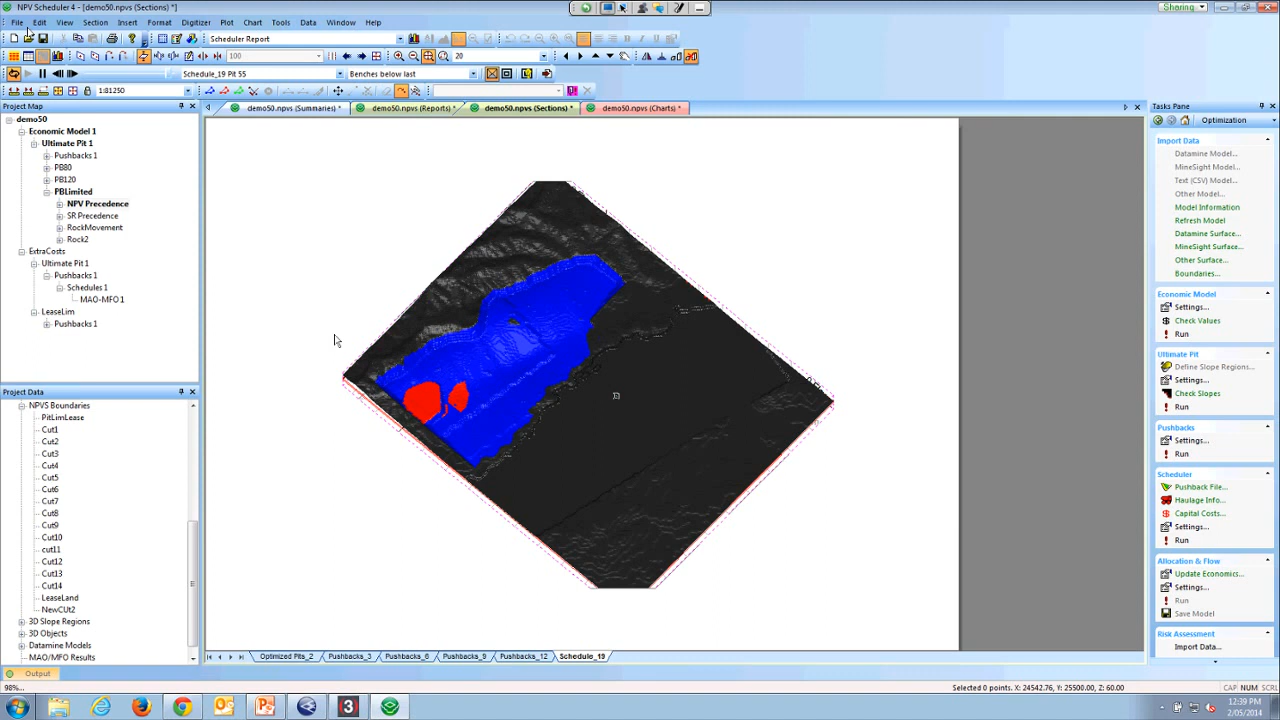 NPV Scheduler 4 - [demo50.npvs (Sections) *]
Sharing
File Edit View Section Insert Format Digitizer Plot Chart Tools Data Window Help
Scheduler Report
100
20
Schedule_19 Pit 55
Benches below last
1:81250
Project Map
demo50
Economic Model 1
Ultimate Pit 1
Pushbacks 1
PB80
PB120
PBLimited
NPV Precedence
SR Precedence
RockMovement
Rock2
ExtraCosts
Ultimate Pit 1
Pushbacks 1
Schedules 1
MAO-MFO 1
LeaseLim
Pushbacks 1
Project Data
NPVS Boundaries
PitLimLease
Cut1
Cut2
Cut3
Cut4
Cut5
Cut6
Cut7
Cut8
Cut9
Cut10
cut11
Cut12
Cut13
Cut14
LeaseLand
NewCUt2
3D Slope Regions
3D Objects
Datamine Models
MAO/MFO Results
Output
demo50.npvs (Summaries) *
demo50.npvs (Reports) *
demo50.npvs (Sections) *
demo50.npvs (Charts) *
Optimized Pits_2
Pushbacks_3
Pushbacks_6
Pushbacks_9
Pushbacks_12
Schedule_19
Tasks Pane
Optimization
Import Data
Datamine Model...
MineSight Model...
Text (CSV) Model...
Other Model...
Model Information
Refresh Model
Datamine Surface...
MineSight Surface...
Other Surface...
Boundaries...
Economic Model
Settings...
Check Values
Run
Ultimate Pit
Define Slope Regions...
Settings...
Check Slopes
Run
Pushbacks
Settings...
Run
Scheduler
Pushback File...
Haulage Info...
Capital Costs...
Settings...
Run
Allocation & Flow
Update Economics...
Settings...
Run
Save Model
Risk Assessment
Import Data...
98%...
Selected 0 points. X: 24542.76, Y: 25500.00, Z: 60.00
CAP NUM SCRL
12:39 PM
2/05/2014